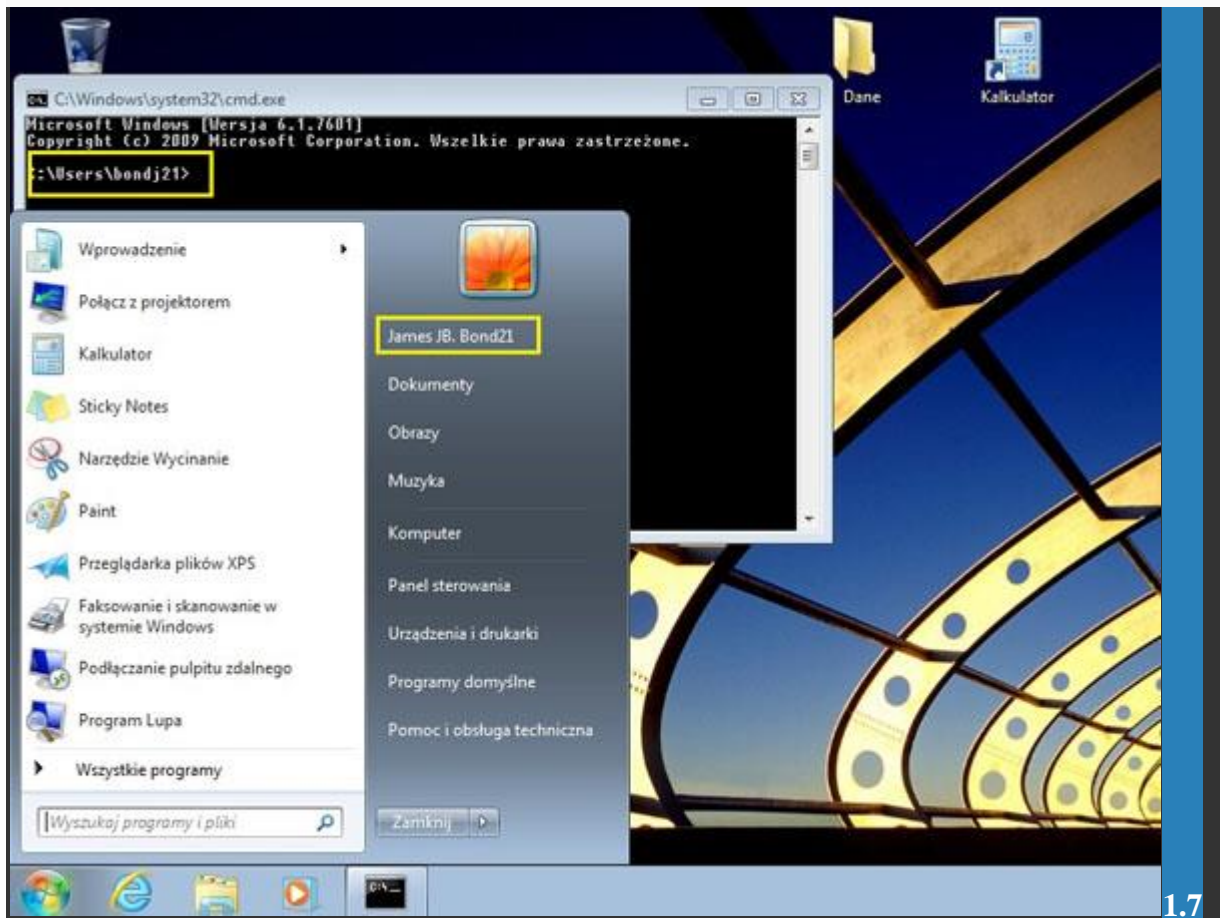 C:\Windows\system32\cmd.exe
Microsoft Windows [Wersja 6.1.7601]
Copyright (c) 2009 Microsoft Corporation. Wszelkie prawa zastrzeżone.
C:\Users\bondj21>
Dane
Kalkulator
Wprowadzenie
Połącz z projektorem
Kalkulator
Sticky Notes
Narzędzie Wycinanie
Paint
Przeglądarka plików XPS
Faksowanie i skanowanie w
systemie Windows
Podłączanie pulpitu zdalnego
Program Lupa
Wszystkie programy
Wyszukaj programy i pliki
James JB. Bond21
Dokumenty
Obrazy
Muzyka
Komputer
Panel sterowania
Urządzenia i drukarki
Programy domyślne
Pomoc i obsługa techniczna
Zamknij
1.7